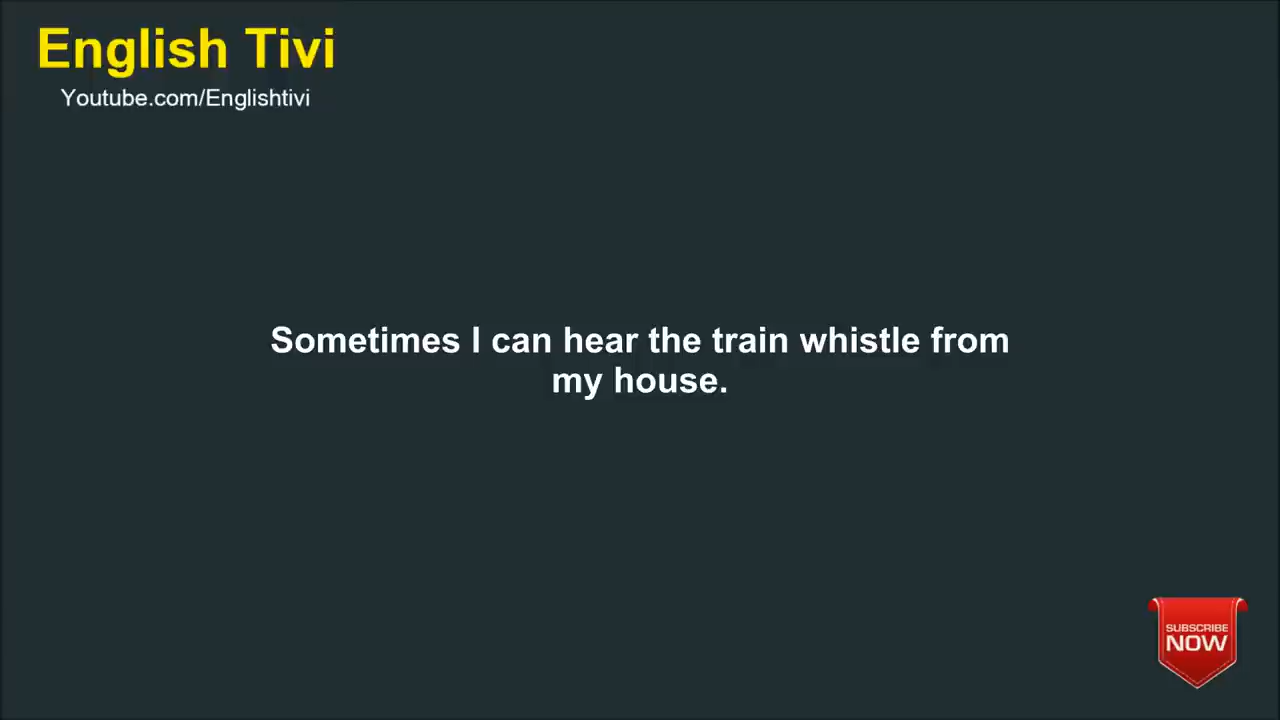 English Tivi
Youtube.com/Englishtivi
Sometimes I can hear the train whistle from
my house.
SUBSCRIBE
NOW